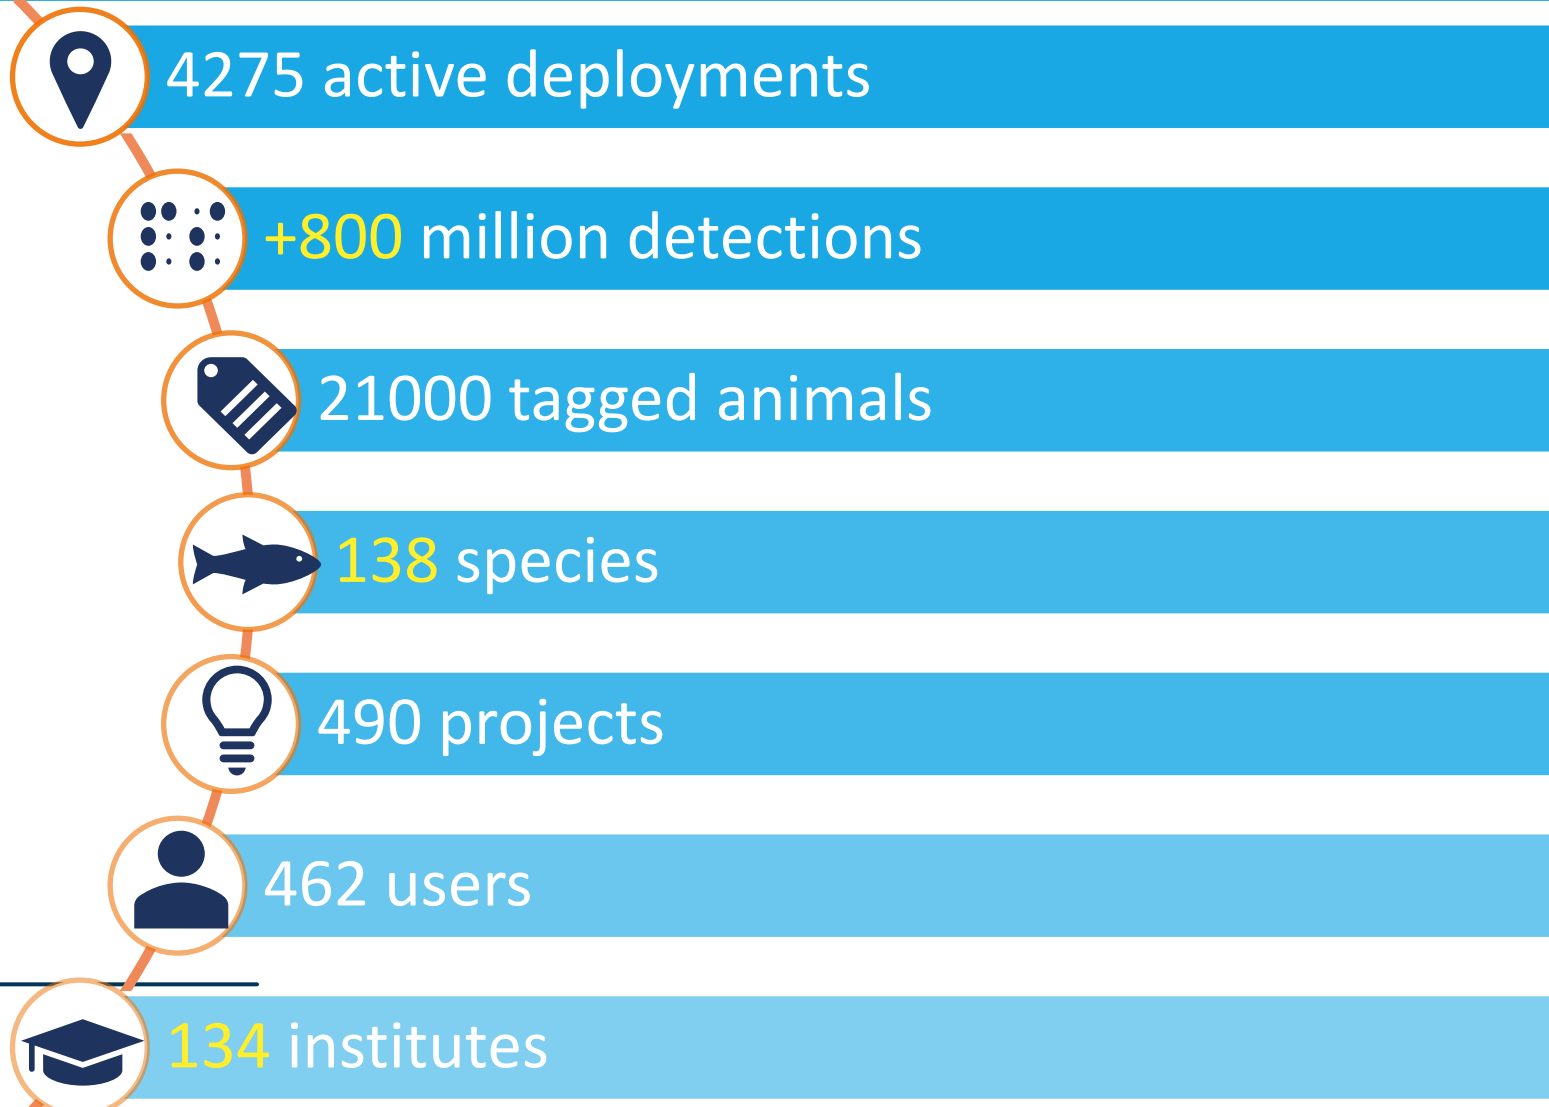 4275 active deployments
+800 million detections
21000 tagged animals
138 species
490 projects
462 users
134 institutes